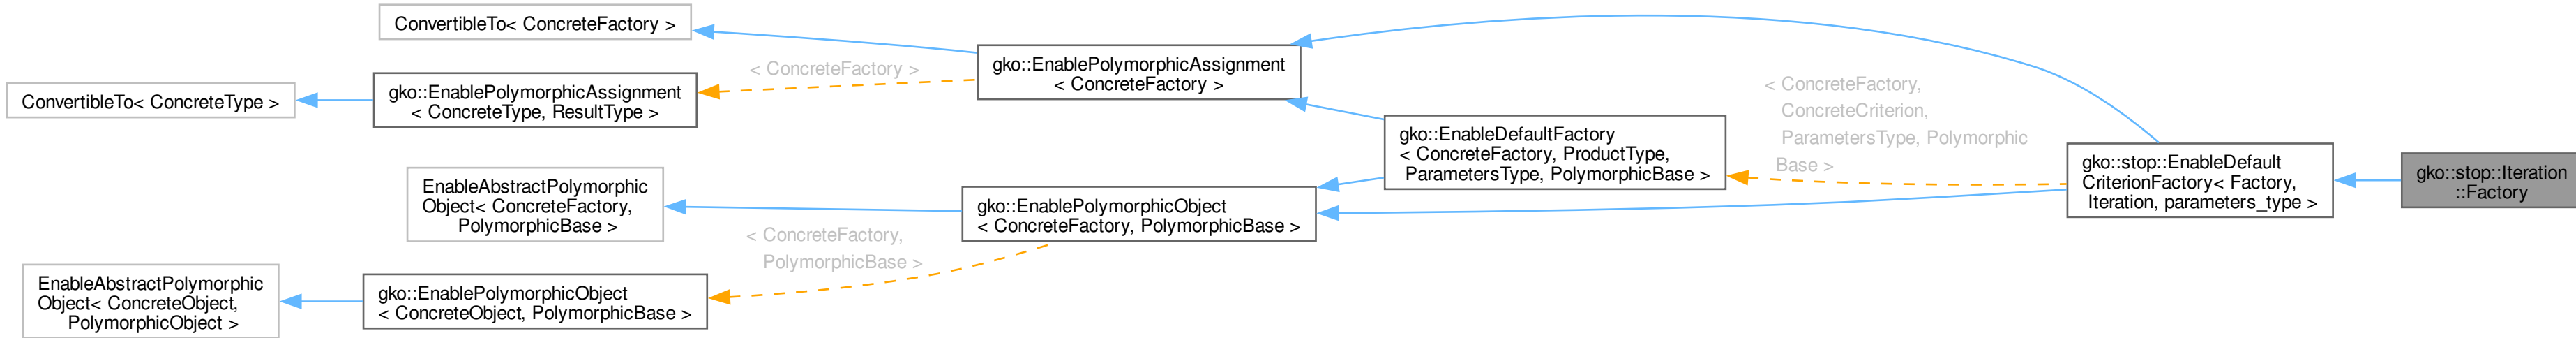 ConvertibleTo< ConcreteFactory >
ConvertibleTo< ConcreteType >
gko::EnablePolymorphicAssignment
< ConcreteType, ResultType >
< ConcreteFactory >
gko::EnablePolymorphicAssignment
< ConcreteFactory >
EnableAbstractPolymorphic
Object< ConcreteFactory,
PolymorphicBase >
EnableAbstractPolymorphic
Object< ConcreteObject,
PolymorphicObject >
gko::EnablePolymorphicObject
< ConcreteObject, PolymorphicBase >
< ConcreteFactory,
PolymorphicBase >
gko::EnablePolymorphicObject
< ConcreteFactory, PolymorphicBase >
gko::EnableDefaultFactory
< ConcreteFactory, ProductType,
ParametersType, PolymorphicBase >
< ConcreteFactory,
ConcreteCriterion,
ParametersType, Polymorphic
Base >
gko::stop::EnableDefault
CriterionFactory< Factory,
Iteration, parameters_type >
gko::stop::Iteration
::Factory